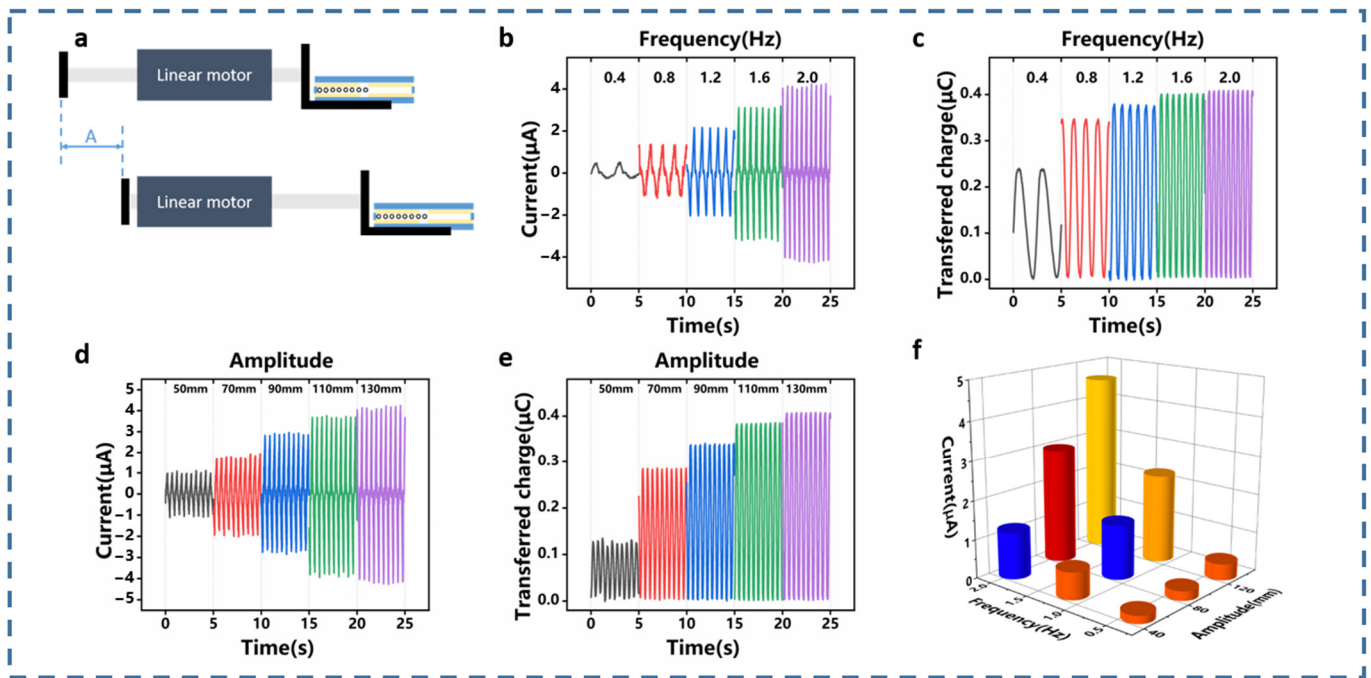 a
Linear motor
A
Linear motor
b
Frequency(Hz)
0.4 0.8 1.2 1.6 2.0
Current(μA)
4
2
0
−2
−4
0 5 10 15 20 25
Time(s)
c
Frequency(Hz)
0.4 0.8 1.2 1.6 2.0
Transferred charge(μC)
0.4
0.3
0.2
0.1
0.0
0 5 10 15 20 25
Time(s)
d
Amplitude
50mm 70mm 90mm 110mm 130mm
Current(μA)
5
4
3
2
1
0
−1
−2
−3
−4
−5
0 5 10 15 20 25
Time(s)
e
Amplitude
50mm 70mm 90mm 110mm 130mm
Transferred charge(μC)
0.4
0.3
0.2
0.1
0.0
0 5 10 15 20 25
Time(s)
f
Current(μA)
5
4
3
2
1
0
2.0 1.5 1.0 0.5
Frequency(Hz)
40 80 120
Amplitude(mm)